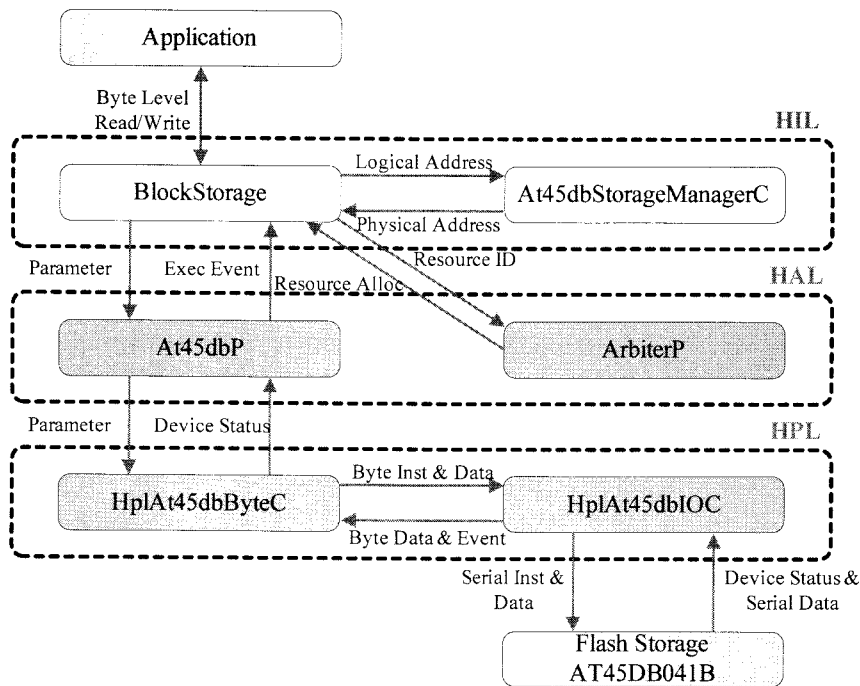 Application
Byte Level
Read/Write
HIL
Logical Address
BlockStorage
At45dbStorageManagerC
Physical Address
Parameter
Exec Event
Resource ID
Resource Alloc
HAL
At45dbP
ArbiterP
Parameter
Device Status
HPL
Byte Inst & Data
HplAt45dbByteC
HplAt45dbIOC
Byte Data & Event
Serial Inst &
Data
Device Status &
Serial Data
Flash Storage
AT45DB041B